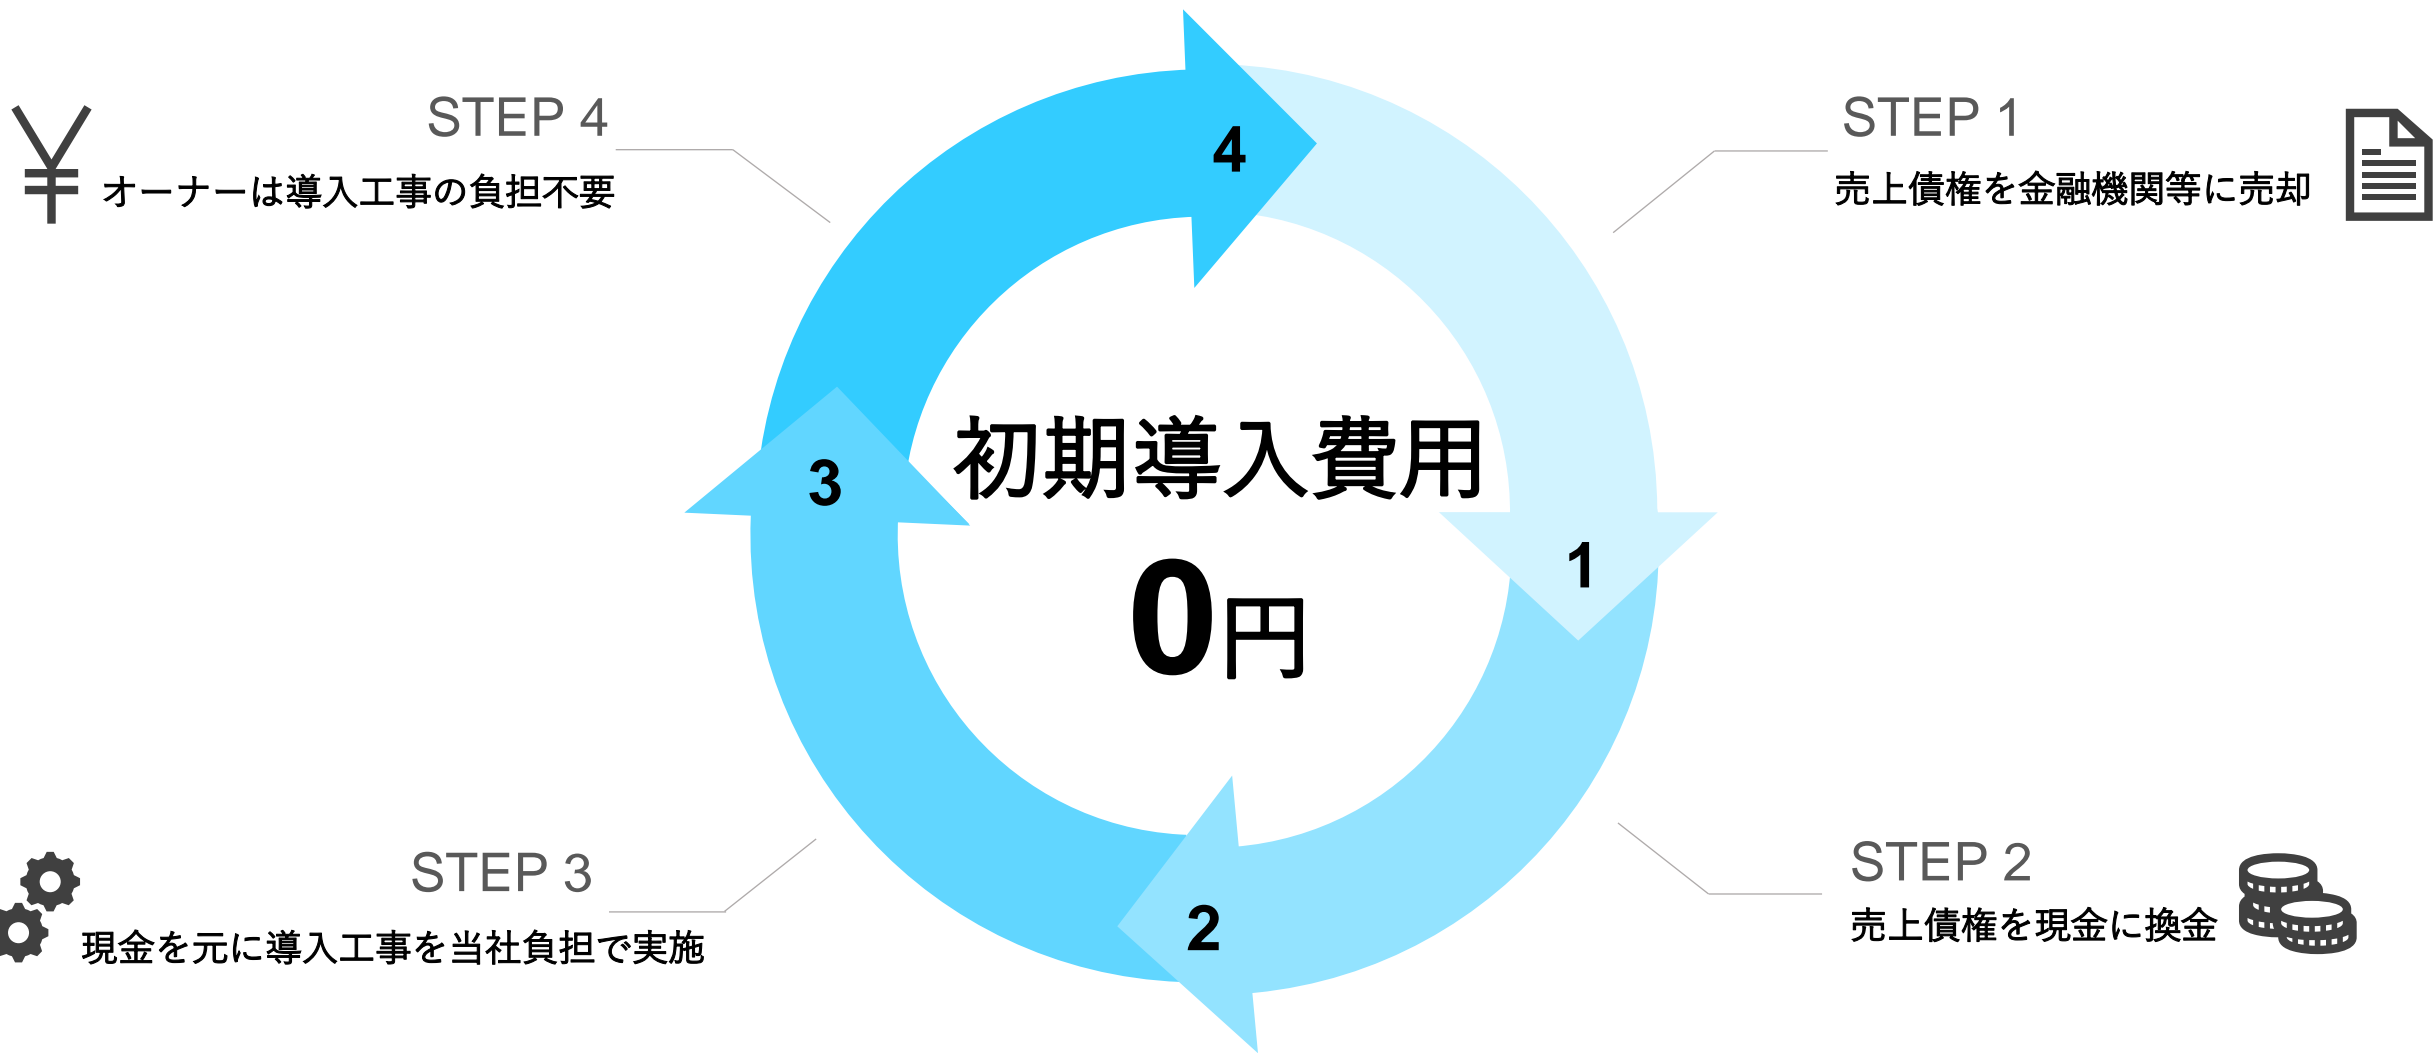 STEP 1
売上債権を金融機関等に売却
STEP 2
売上債権を現金に換金
STEP 3
現金を元に導入工事を当社負担で実施
STEP 4
オーナーは導入工事の負担不要
1
2
3
4
初期導入費用
0円
¥